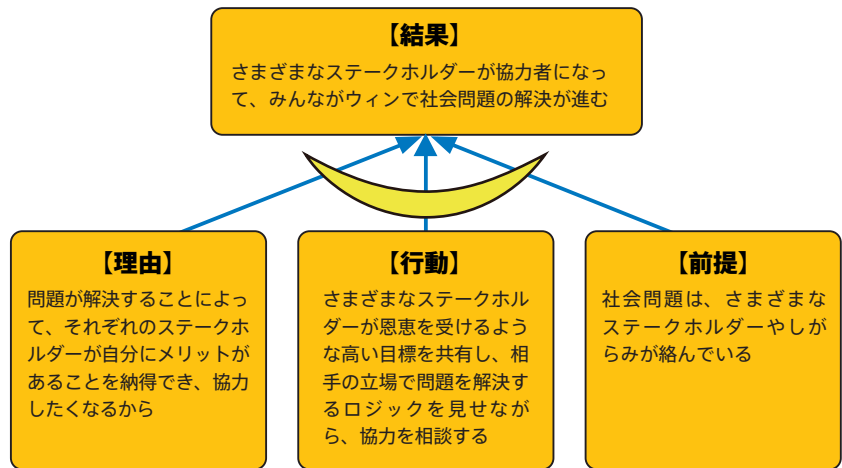 【結果】
さまざまなステークホルダーが協力者になっ
て、みんながウィンで社会問題の解決が進む
【理由】
問題が解決することによっ
て、それぞれのステークホ
ルダーが自分にメリットが
あることを納得でき、協力
したくなるから
【行動】
さまざまなステークホル
ダーが恩恵を受けるよう
な高い目標を共有し、相
手の立場で問題を解決す
るロジックを見せなが
ら、協力を相談する
【前提】
社会問題は、さまざまな
ステークホルダーやしが
らみが絡んでいる